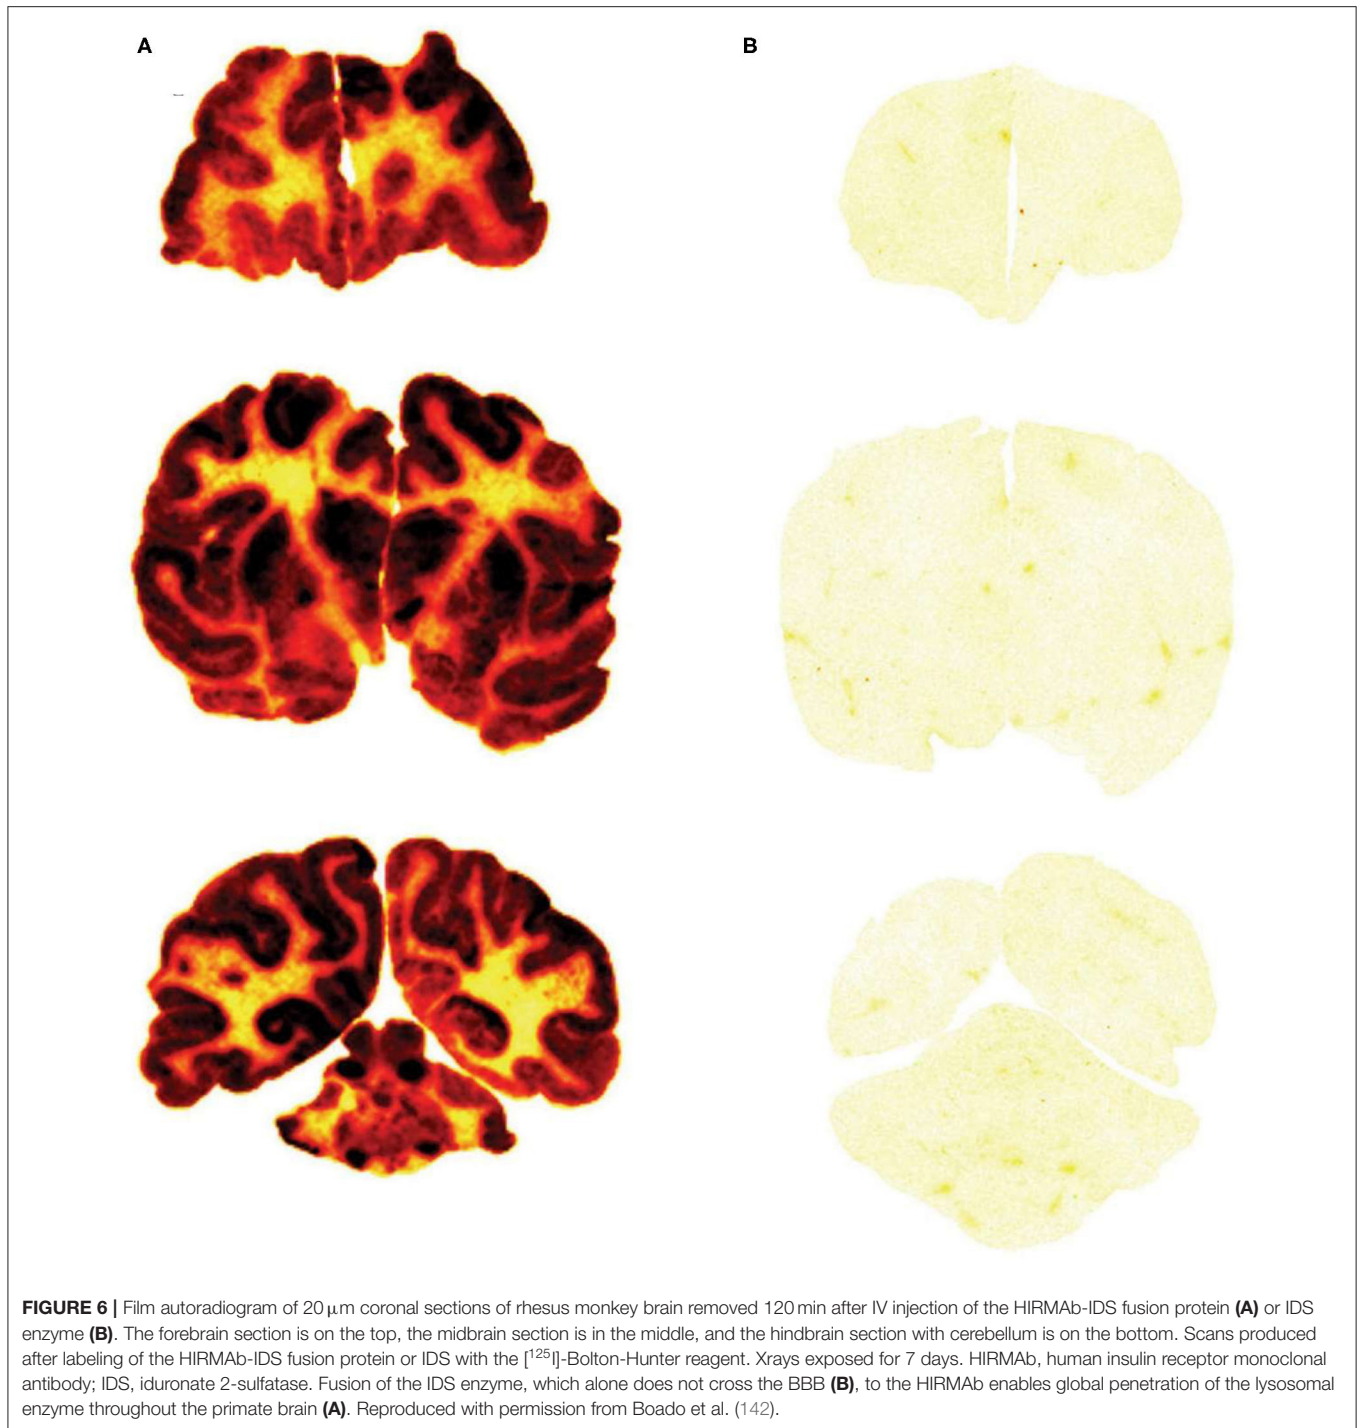 A
B
FIGURE 6 | Film autoradiogram of 20 μm coronal sections of rhesus monkey brain removed 120 min after IV injection of the HIRMAb-IDS fusion protein (A) or IDS
enzyme (B). The forebrain section is on the top, the midbrain section is in the middle, and the hindbrain section with cerebellum is on the bottom. Scans produced
after labeling of the HIRMAb-IDS fusion protein or IDS with the [¹²⁵I]-Bolton-Hunter reagent. Xrays exposed for 7 days. HIRMAb, human insulin receptor monoclonal
antibody; IDS, iduronate 2-sulfatase. Fusion of the IDS enzyme, which alone does not cross the BBB (B), to the HIRMAb enables global penetration of the lysosomal
enzyme throughout the primate brain (A). Reproduced with permission from Boado et al. (142).